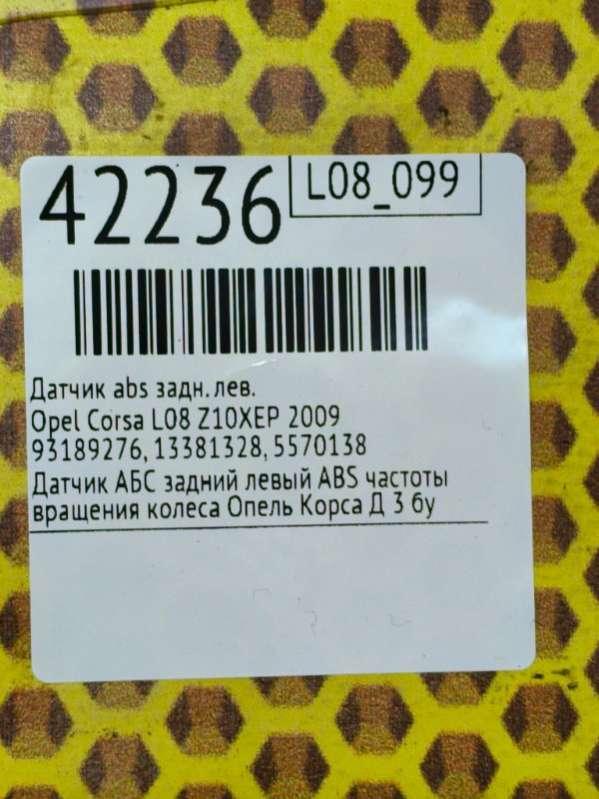 42236
L08_099
Датчик abs задн.лев.
Opel Corsa L08 Z10XEP 2009
93189276, 13381328, 5570138
Датчик АБС задний левый ABS частоты
вращения колеса Опель Корса Д 3 бу